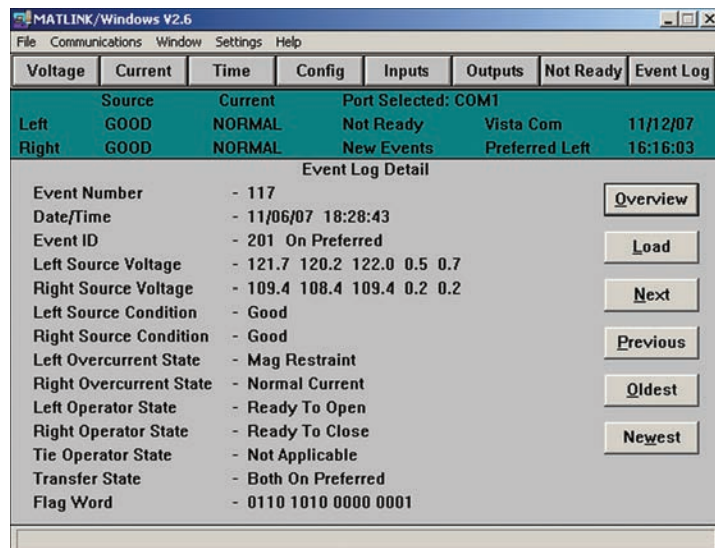 MATLINK/Windows V2.6
File Communications Window Settings Help
Voltage Current Time Config Inputs Outputs Not Ready Event Log
Source Current Port Selected: COM1
Left GOOD NORMAL Not Ready Vista Com 11/12/07
Right GOOD NORMAL New Events Preferred Left 16:16:03
Event Log Detail
Event Number - 117
Date/Time - 11/06/07 18:28:43
Event ID - 201 On Preferred
Left Source Voltage - 121.7 120.2 122.0 0.5 0.7
Right Source Voltage - 109.4 108.4 109.4 0.2 0.2
Left Source Condition - Good
Right Source Condition - Good
Left Overcurrent State - Mag Restraint
Right Overcurrent State - Normal Current
Left Operator State - Ready To Open
Right Operator State - Ready To Close
Tie Operator State - Not Applicable
Transfer State - Both On Preferred
Flag Word - 0110 1010 0000 0001
Overview
Load
Next
Previous
Oldest
Newest